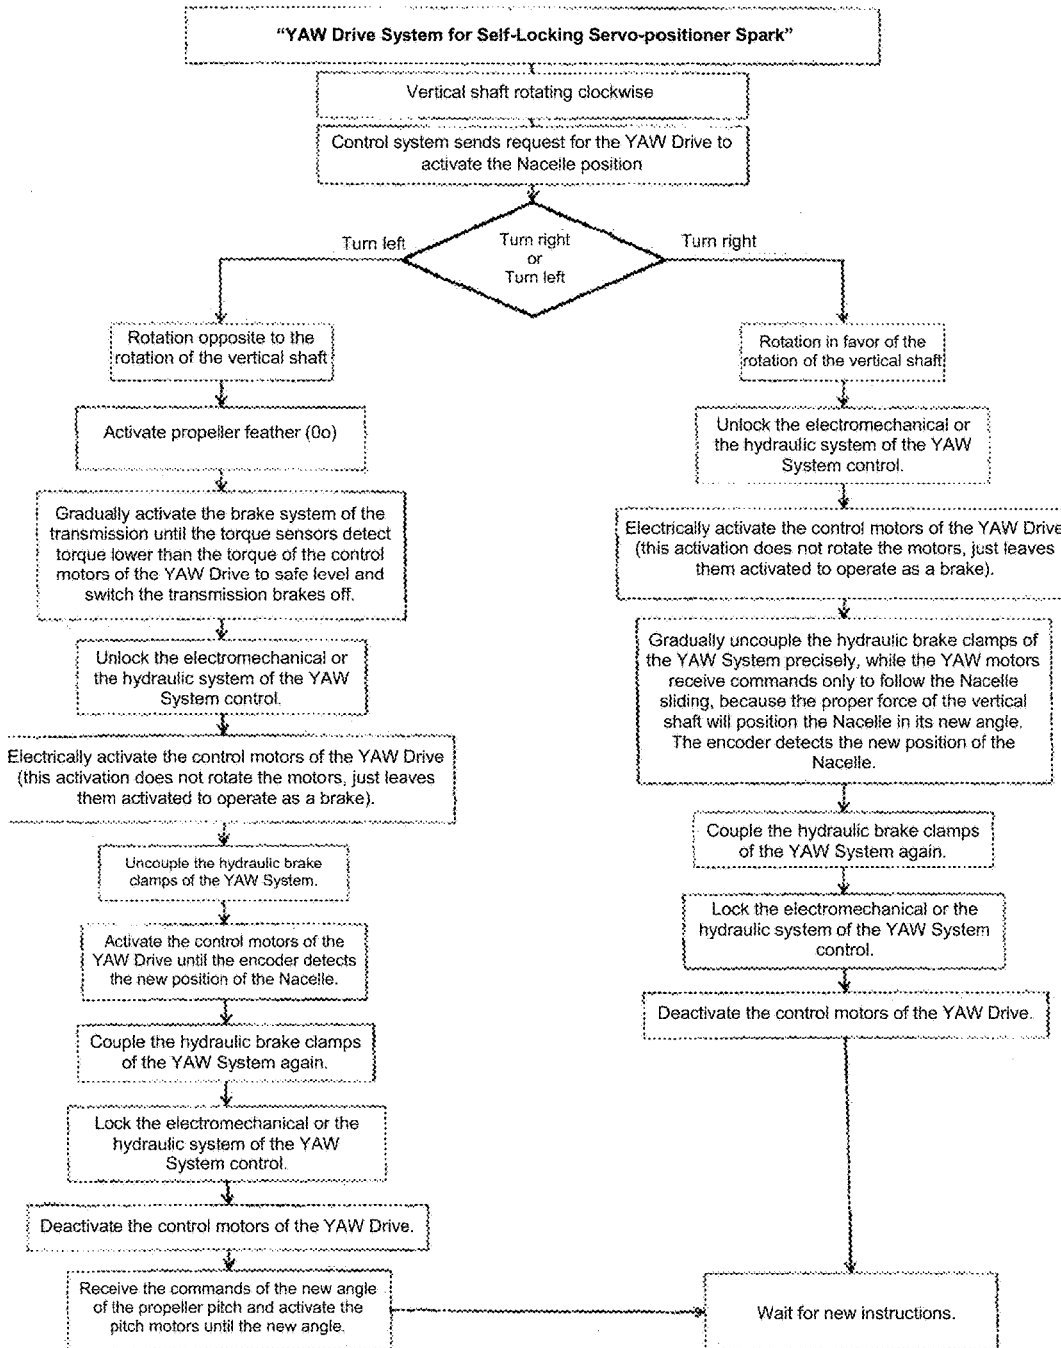 "YAW Drive System for Self-Locking Servo-positioner Spark"
Vertical shaft rotating clockwise
Control system sends request for the YAW Drive to
activate the Nacelle position
Turn right
or
Turn left
Turn left
Rotation opposite to the
rotation of the vertical shaft
Activate propeller feather (0o)
Gradually activate the brake system of the
transmission until the torque sensors detect
torque lower than the torque of the control
motors of the YAW Drive to safe level and
switch the transmission brakes off.
Unlock the electromechanical or
the hydraulic system of the YAW
System control.
Electrically activate the control motors of the YAW Drive
(this activation does not rotate the motors, just leaves
them activated to operate as a brake).
Uncouple the hydraulic brake
clamps of the YAW System.
Activate the control motors of the
YAW Drive until the encoder detects
the new position of the Nacelle.
Couple the hydraulic brake clamps
of the YAW System again.
Lock the electromechanical or the
hydraulic system of the YAW
System control.
Deactivate the control motors of the YAW Drive.
Receive the commands of the new angle
of the propeller pitch and activate the
pitch motors until the new angle.
Turn right
Rotation in favor of the
rotation of the vertical shaft
Unlock the electromechanical or
the hydraulic system of the YAW
System control.
Electrically activate the control motors of the YAW Drive
(this activation does not rotate the motors, just leaves
them activated to operate as a brake).
Gradually uncouple the hydraulic brake clamps of
the YAW System precisely, while the YAW motors
receive commands only to follow the Nacelle
sliding, because the proper force of the vertical
shaft will position the Nacelle in its new angle.
The encoder detects the new position of the
Nacelle.
Couple the hydraulic brake clamps
of the YAW System again.
Lock the electromechanical or the
hydraulic system of the YAW System
control.
Deactivate the control motors of the YAW Drive.
Wait for new instructions.